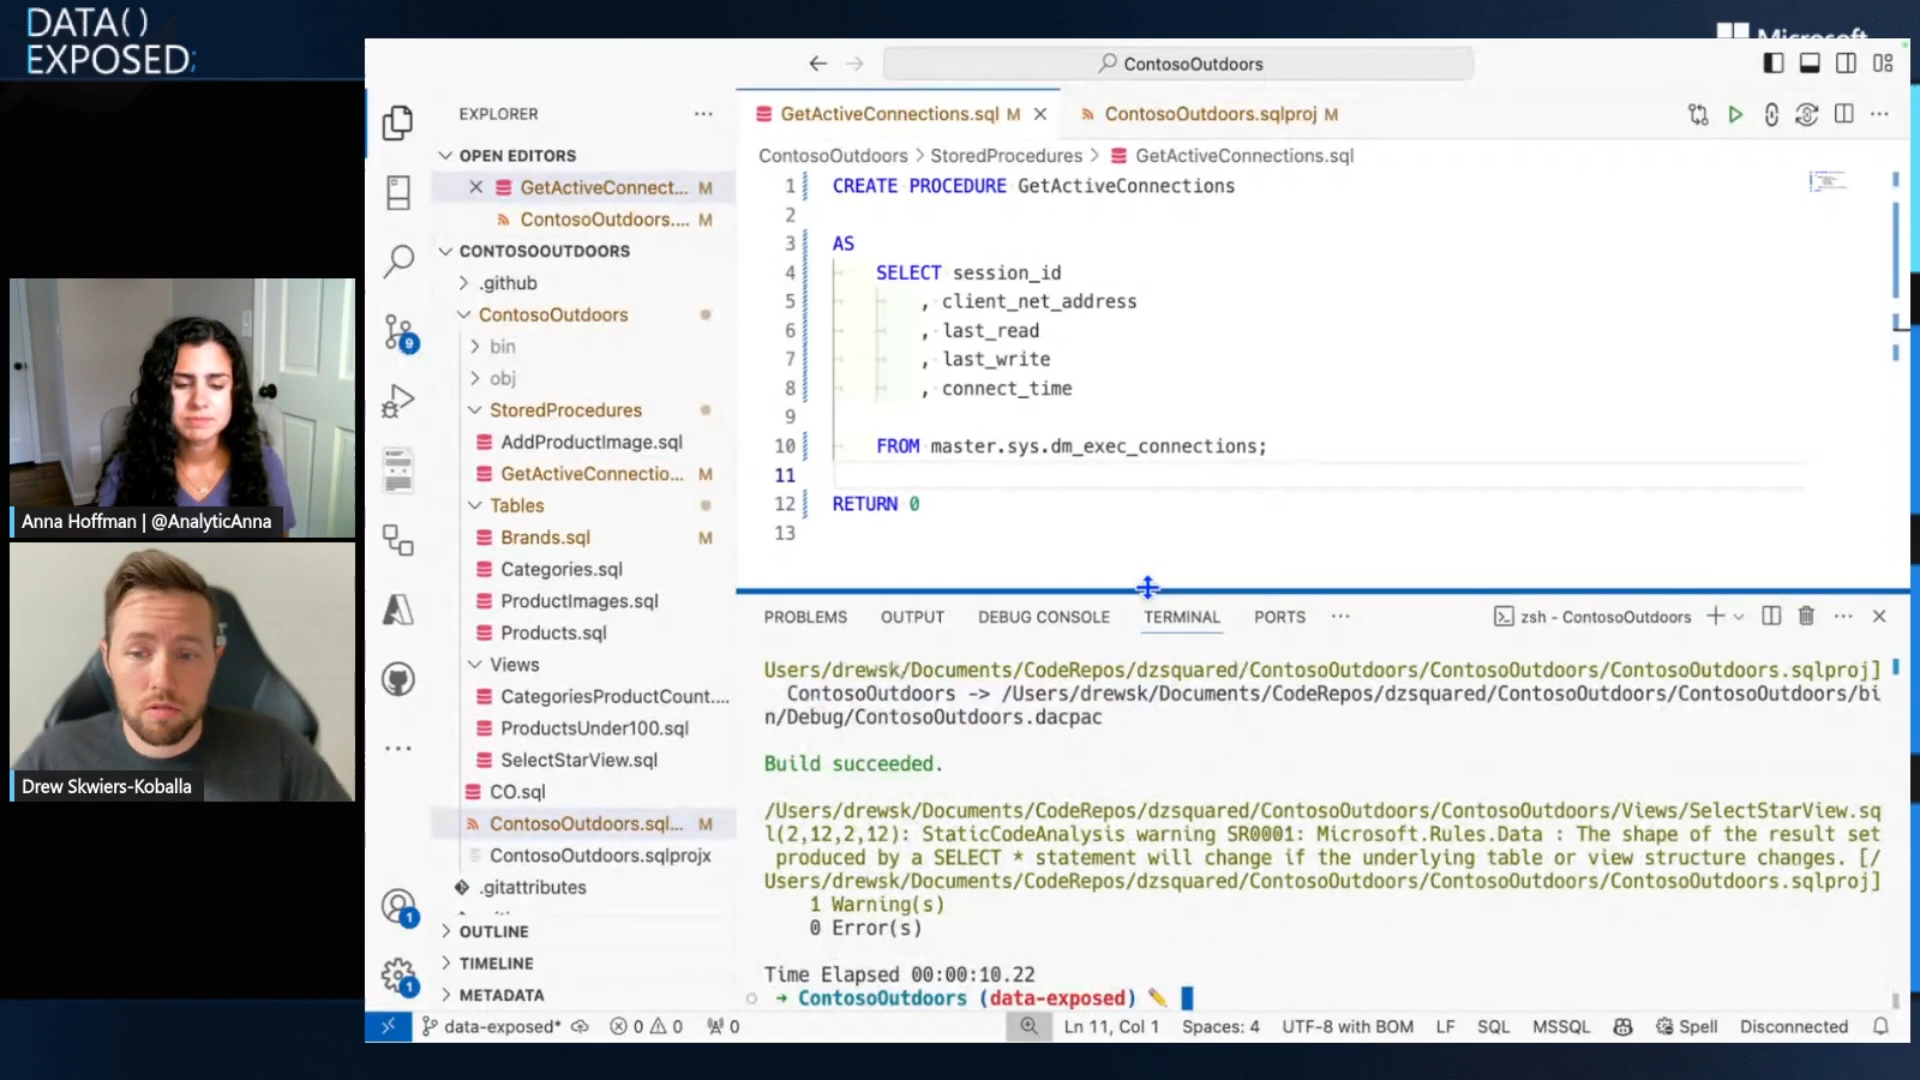 DATA()
EXPOSED;
Microsoft
ContosoOutdoors
EXPLORER
OPEN EDITORS
GetActiveConnect... M
ContosoOutdoors.... M
CONTOSOOUTDOORS
.github
ContosoOutdoors
bin
obj
StoredProcedures
AddProductImage.sql
GetActiveConnectio... M
Tables
Brands.sql M
Categories.sql
ProductImages.sql
Products.sql
Views
CategoriesProductCount....
ProductsUnder100.sql
SelectStarView.sql
CO.sql
ContosoOutdoors.sql... M
ContosoOutdoors.sqlprojx
.gitattributes
OUTLINE
TIMELINE
METADATA
9
1
1
GetActiveConnections.sql M
ContosoOutdoors.sqlproj M
ContosoOutdoors > StoredProcedures > GetActiveConnections.sql
1 CREATE PROCEDURE GetActiveConnections
2
3 AS
4 SELECT session_id
5 , client_net_address
6 , last_read
7 , last_write
8 , connect_time
9
10 FROM master.sys.dm_exec_connections;
11
12 RETURN 0
13
PROBLEMS OUTPUT DEBUG CONSOLE TERMINAL PORTS ... zsh - ContosoOutdoors
Users/drewsk/Documents/CodeRepos/dzsquared/ContosoOutdoors/ContosoOutdoors/ContosoOutdoors.sqlproj]
ContosoOutdoors -> /Users/drewsk/Documents/CodeRepos/dzsquared/ContosoOutdoors/ContosoOutdoors/bi
n/Debug/ContosoOutdoors.dacpac
Build succeeded.
/Users/drewsk/Documents/CodeRepos/dzsquared/ContosoOutdoors/ContosoOutdoors/Views/SelectStarView.sq
l(2,12,2,12): StaticCodeAnalysis warning SR0001: Microsoft.Rules.Data : The shape of the result set
produced by a SELECT * statement will change if the underlying table or view structure changes. [/
Users/drewsk/Documents/CodeRepos/dzsquared/ContosoOutdoors/ContosoOutdoors/ContosoOutdoors.sqlproj]
1 Warning(s)
0 Error(s)
Time Elapsed 00:00:10.22
➜ ContosoOutdoors (data-exposed)
data-exposed* 0 0 0 Ln 11, Col 1 Spaces: 4 UTF-8 with BOM LF SQL MSSQL Spell Disconnected
Anna Hoffman | @AnalyticAnna
Drew Skwiers-Koballa